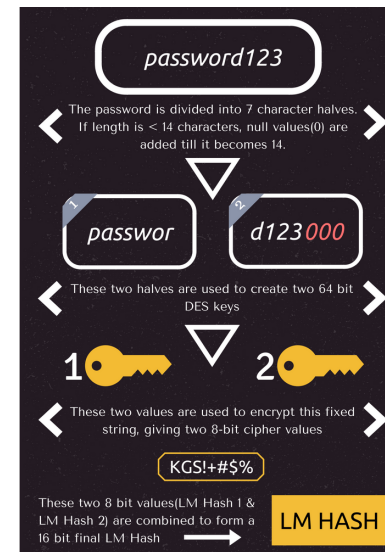 password123
The password is divided into 7 character halves.
If length is < 14 characters, null values(0) are
added till it becomes 14.
1
2
passwor
d123000
These two halves are used to create two 64 bit
DES keys
1
2
These two values are used to encrypt this fixed
string, giving two 8-bit cipher values
KGS!+#$%
These two 8 bit values(LM Hash 1 &
LM Hash 2) are combined to form a
16 bit final LM Hash
LM HASH